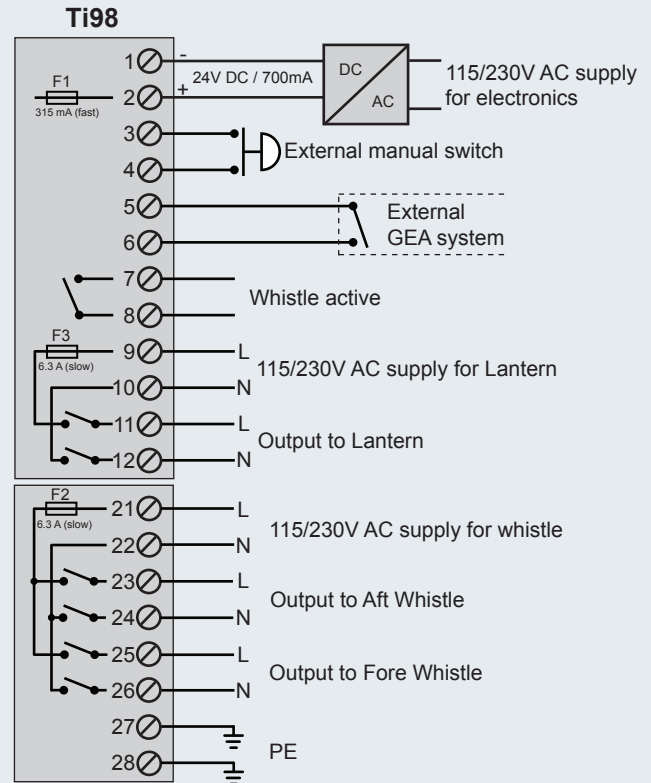 Ti98
1 - DC 115/230V AC supply
F1 24V DC / 700mA
2 + AC for electronics
315 mA (fast)
3
External manual switch
4
5 External
GEA system
6
7
Whistle active
8
F3
9 L
6.3 A (slow)
115/230V AC supply for Lantern
10 N
11 L
Output to Lantern
12 N
F2
21 L
6.3 A (slow)
115/230V AC supply for whistle
22 N
23 L
Output to Aft Whistle
24 N
25 L
Output to Fore Whistle
26 N
27
PE
28